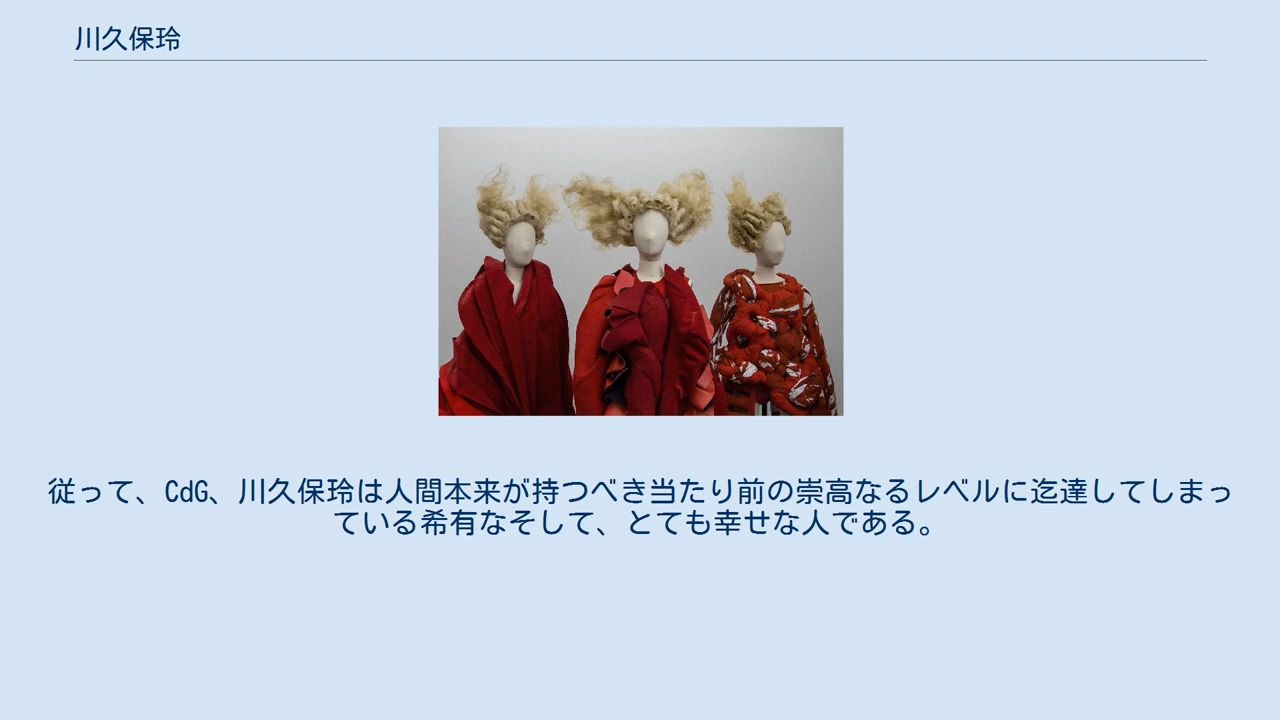 川久保玲
従って、CdG、川久保玲は人間本来が持つべき当たり前の崇高なるレベルに迄達してしまっ
ている希有なそして、とても幸せな人である。